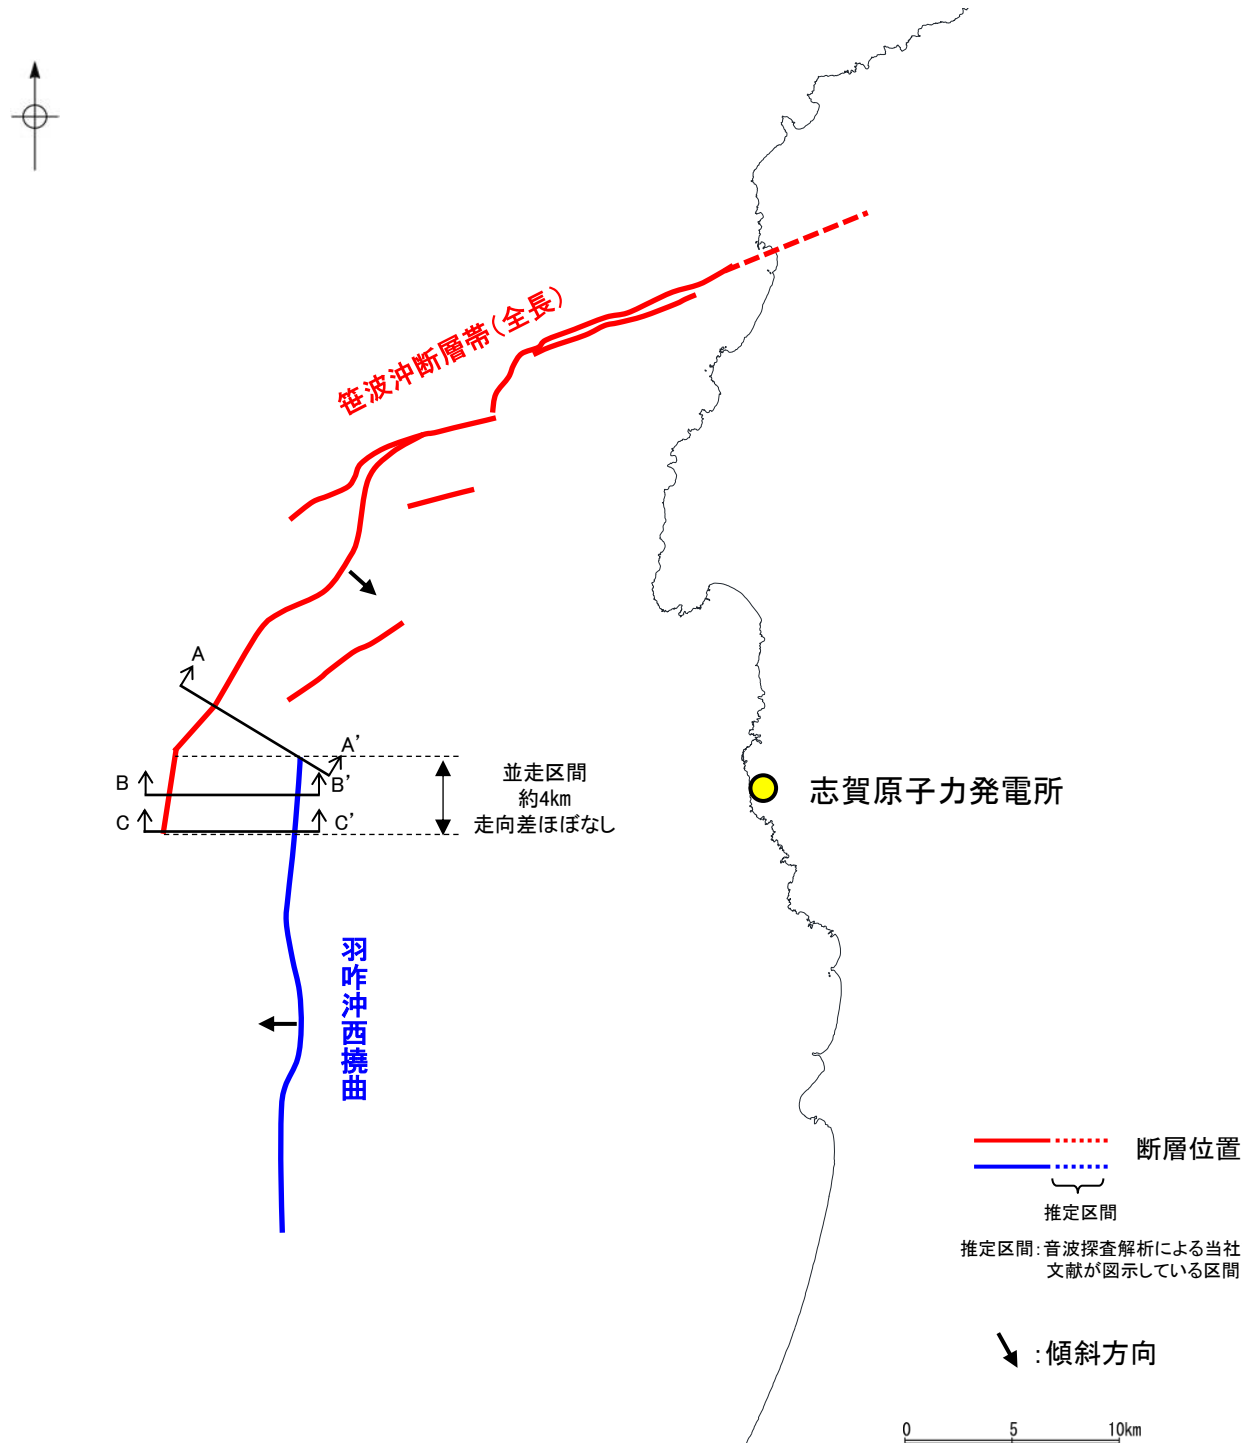 笹波沖断層帯(全長)
A
A'
B
B'
C
C'
並走区間
約4km
走向差ほぼなし
志賀原子力発電所
羽咋沖西撓曲
断層位置
推定区間
推定区間:音波探査解析による当社
文献が図示している区間
:傾斜方向
0 5 10km